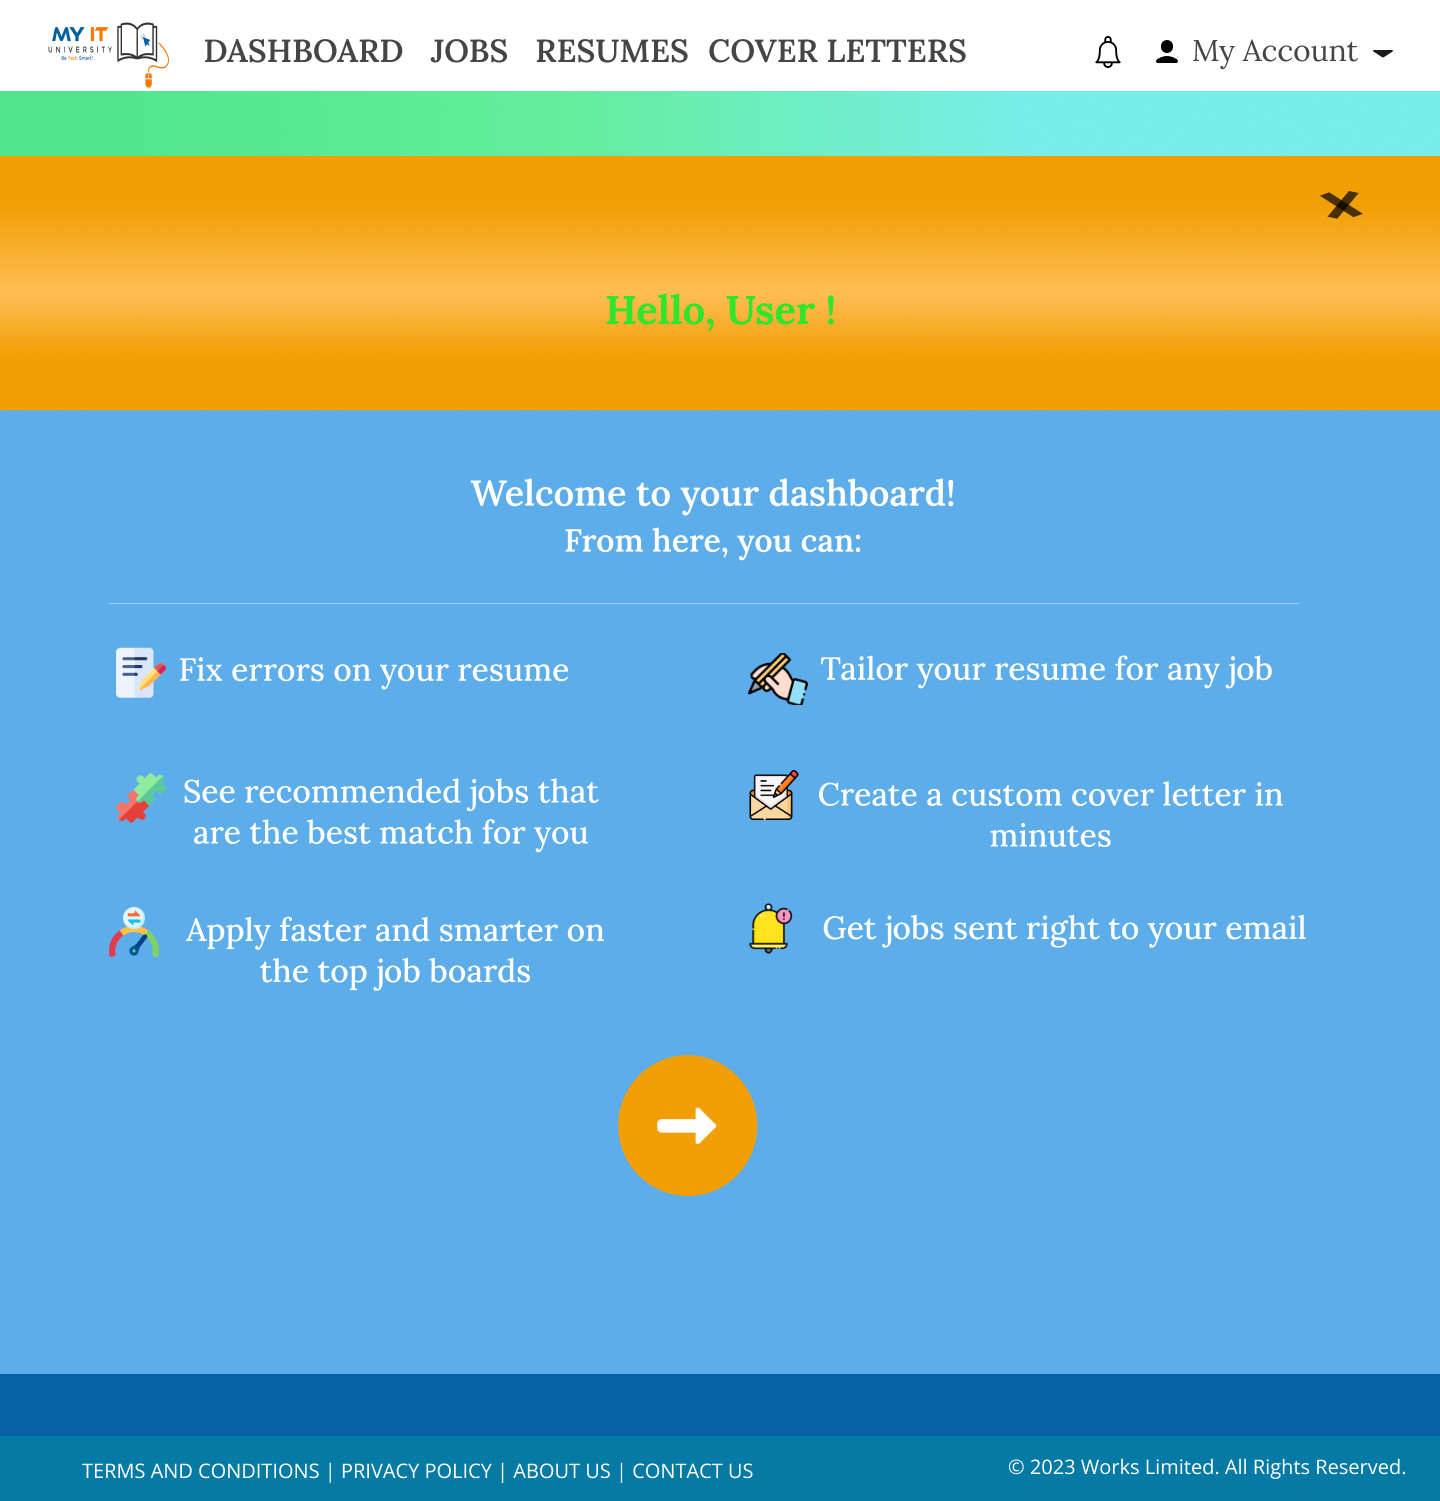 MY IT
UNIVERSITY
Be Tech Smart!
DASHBOARD JOBS RESUMES COVER LETTERS
My Account
Hello, User !
Welcome to your dashboard!
From here, you can:
Fix errors on your resume
Tailor your resume for any job
See recommended jobs that
are the best match for you
Create a custom cover letter in
minutes
Apply faster and smarter on
the top job boards
Get jobs sent right to your email
TERMS AND CONDITIONS | PRIVACY POLICY | ABOUT US | CONTACT US
© 2023 Works Limited. All Rights Reserved.